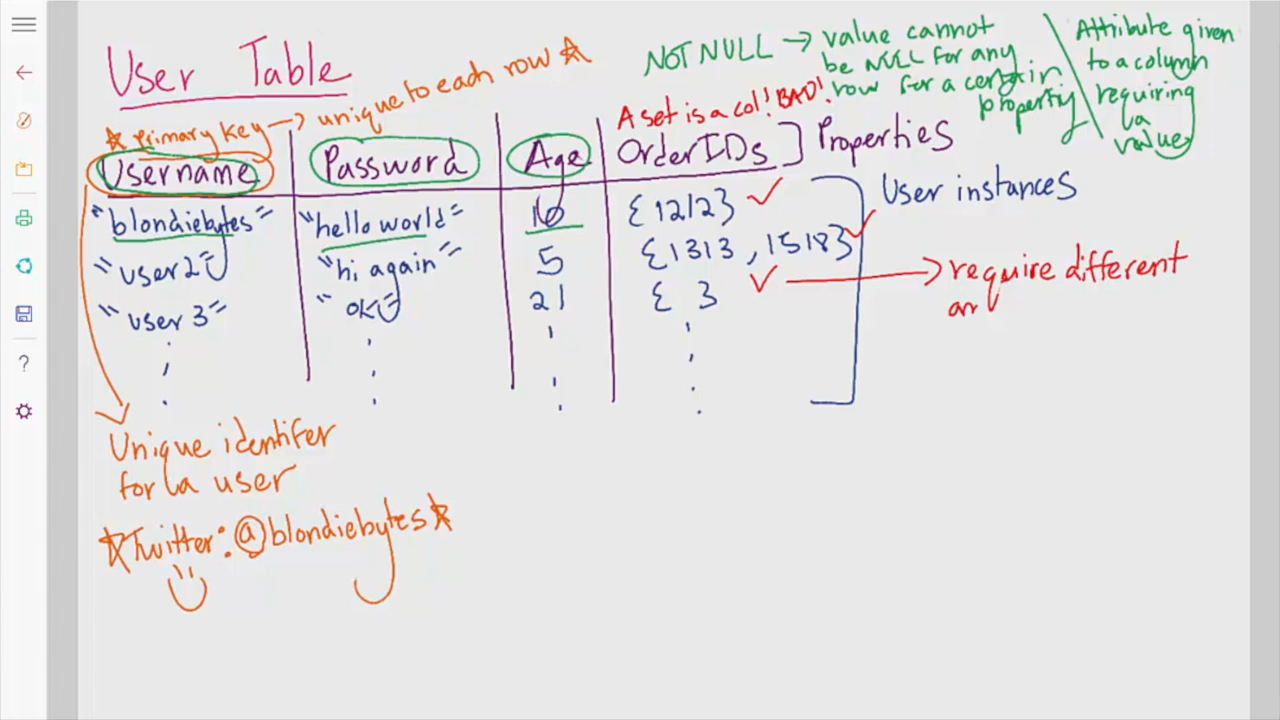 User Table
☆ Primary Key → unique to each row ☆
NOT NULL → value cannot
be NULL for any
row for a certain
property
Attribute given
to a column
requiring
a
value
A set is a col! BAD!
Username Password Age OrderIDs ] Properties
"blondiebytes" "hello world" 16 {1212} ✓
"user2" "hi again" 5 {1313, 1518} ✓
"user 3" "ok" 21 { } ✓
User instances
→ require different
an
Unique identifer
for a user
☆Twitter: @blondiebytes☆